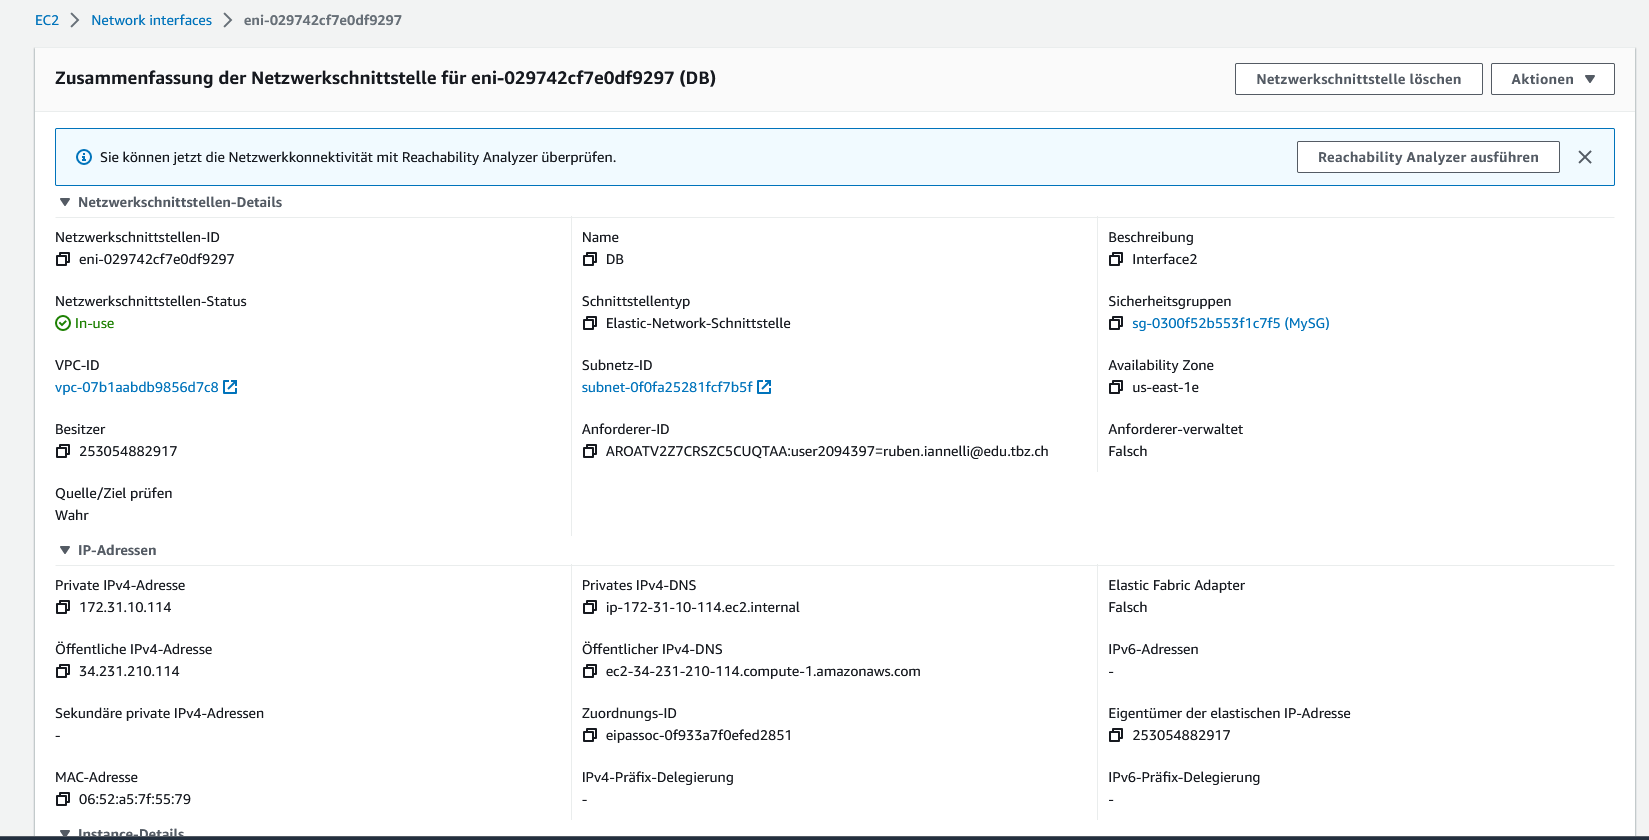 EC2 > Network interfaces > eni-029742cf7e0df9297
Zusammenfassung der Netzwerkschnittstelle für eni-029742cf7e0df9297 (DB)
Netzwerkschnittstelle löschen
Aktionen
Sie können jetzt die Netzwerkkonnektivität mit Reachability Analyzer überprüfen.
Reachability Analyzer ausführen
Netzwerkschnittstellen-Details
Netzwerkschnittstellen-ID
eni-029742cf7e0df9297
Name
DB
Beschreibung
Interface2
Netzwerkschnittstellen-Status
In-use
Schnittstellentyp
Elastic-Network-Schnittstelle
Sicherheitsgruppen
sg-0300f52b553f1c7f5 (MySG)
VPC-ID
vpc-07b1aabdb9856d7c8
Subnetz-ID
subnet-0f0fa25281fcf7b5f
Availability Zone
us-east-1e
Besitzer
253054882917
Anforderer-ID
AROATV2Z7CRSZC5CUQTAA:user2094397=ruben.iannelli@edu.tbz.ch
Anforderer-verwaltet
Falsch
Quelle/Ziel prüfen
Wahr
IP-Adressen
Private IPv4-Adresse
172.31.10.114
Privates IPv4-DNS
ip-172-31-10-114.ec2.internal
Elastic Fabric Adapter
Falsch
Öffentliche IPv4-Adresse
34.231.210.114
Öffentlicher IPv4-DNS
ec2-34-231-210-114.compute-1.amazonaws.com
IPv6-Adressen
-
Sekundäre private IPv4-Adressen
-
Zuordnungs-ID
eipassoc-0f933a7f0efed2851
Eigentümer der elastischen IP-Adresse
253054882917
MAC-Adresse
06:52:a5:7f:55:79
IPv4-Präfix-Delegierung
-
IPv6-Präfix-Delegierung
-
Instance-Details